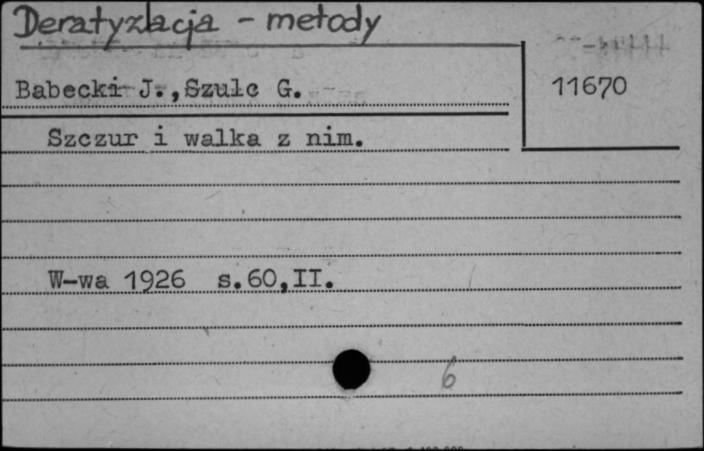 Deratyzacja - metody
Babecki J., Szulc G.
11670
Szczur i walka z nim.
W-wa 1926 s.60,II.
6